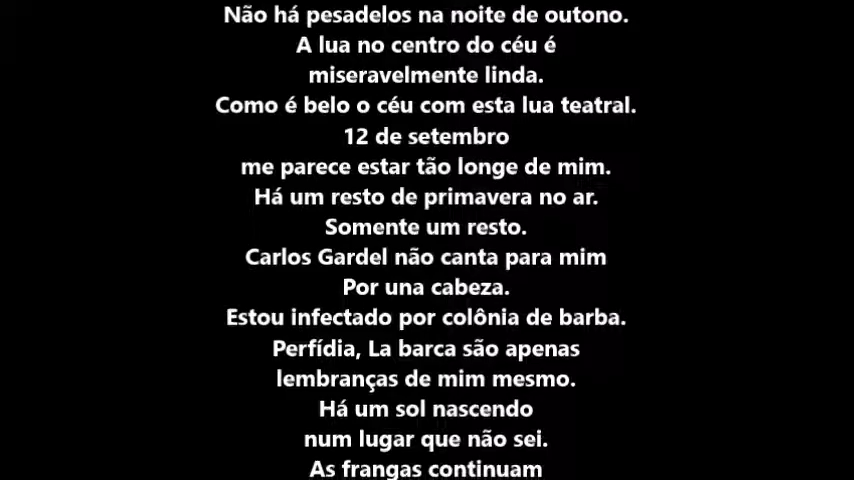 Não há pesadelos na noite de outono.
A lua no centro do céu é
miseravelmente linda.
Como é belo o céu com esta lua teatral.
12 de setembro
me parece estar tão longe de mim.
Há um resto de primavera no ar.
Somente um resto.
Carlos Gardel não canta para mim
Por una cabeza.
Estou infectado por colônia de barba.
Perfídia, La barca são apenas
lembranças de mim mesmo.
Há um sol nascendo
num lugar que não sei.
As frangas continuam